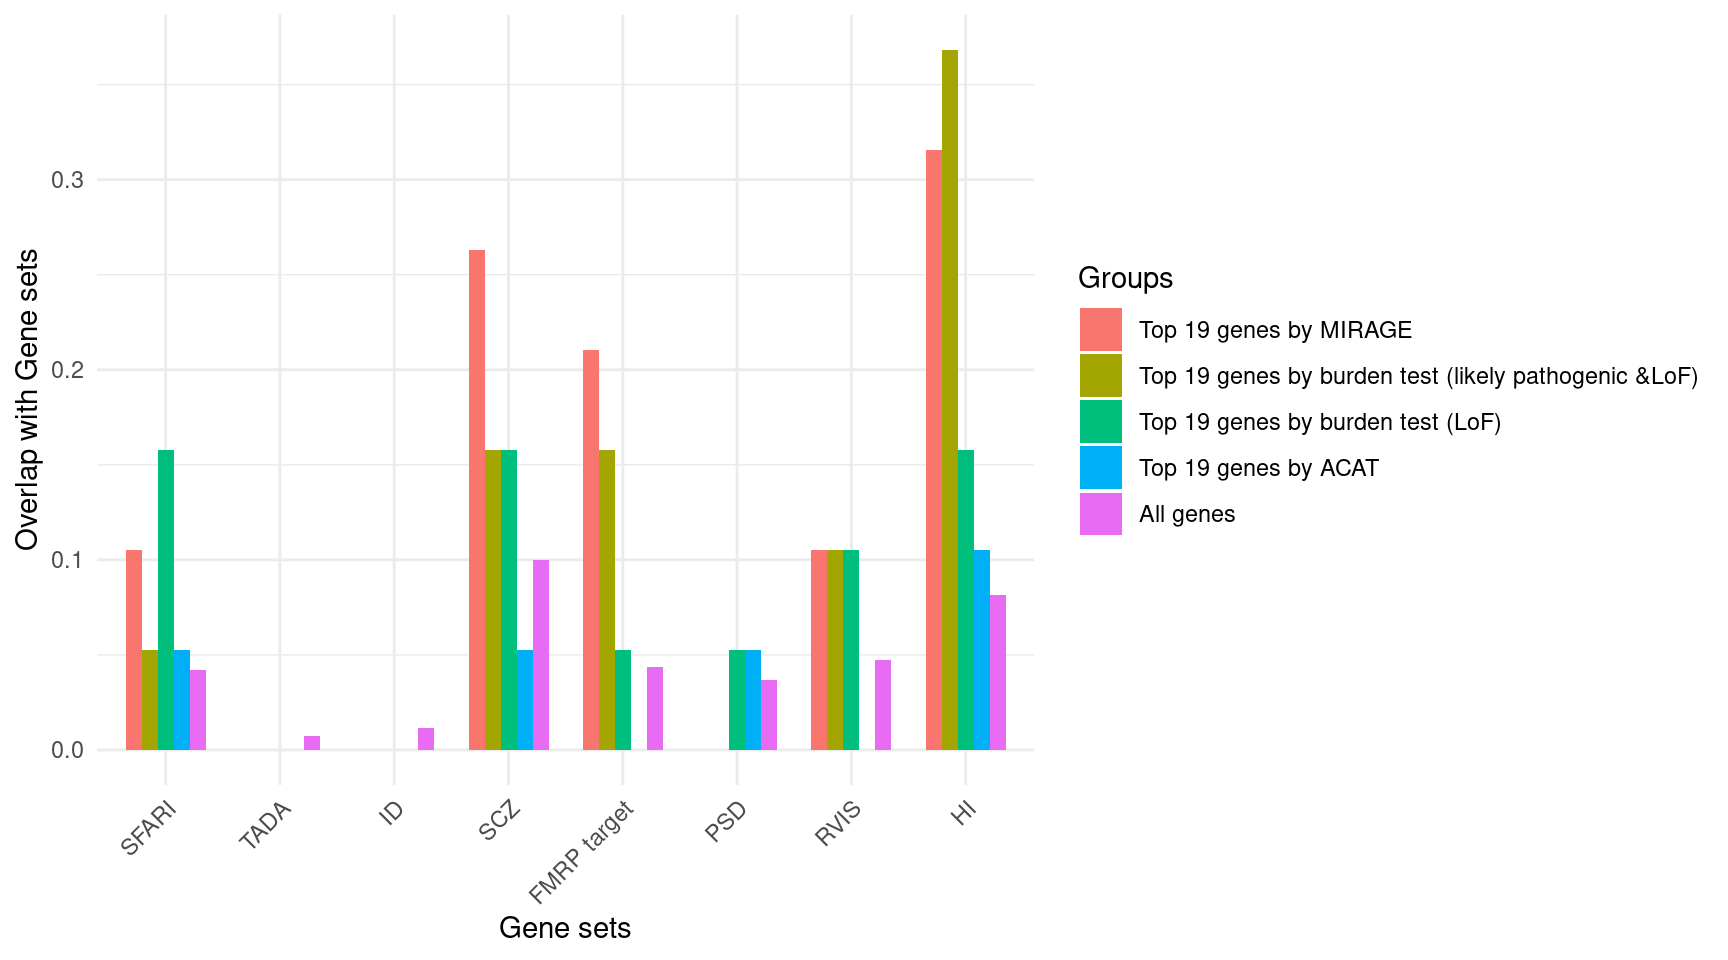 Overlap with Gene sets
0.3
0.2
0.1
0.0
SFARI
TADA
ID
SCZ
FMRP target
PSD
RVIS
HI
Gene sets
Groups
Top 19 genes by MIRAGE
Top 19 genes by burden test (likely pathogenic &LoF)
Top 19 genes by burden test (LoF)
Top 19 genes by ACAT
All genes